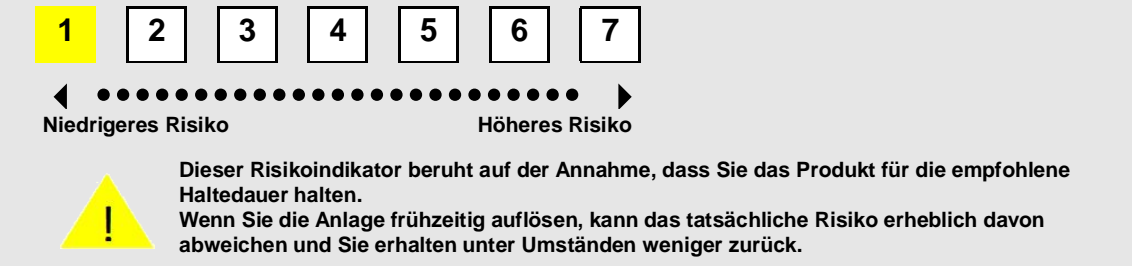 1 2 3 4 5 6 7
Niedrigeres Risiko Höheres Risiko
Dieser Risikoindikator beruht auf der Annahme, dass Sie das Produkt für die empfohlene
Haltedauer halten.
Wenn Sie die Anlage frühzeitig auflösen, kann das tatsächliche Risiko erheblich davon
abweichen und Sie erhalten unter Umständen weniger zurück.
!